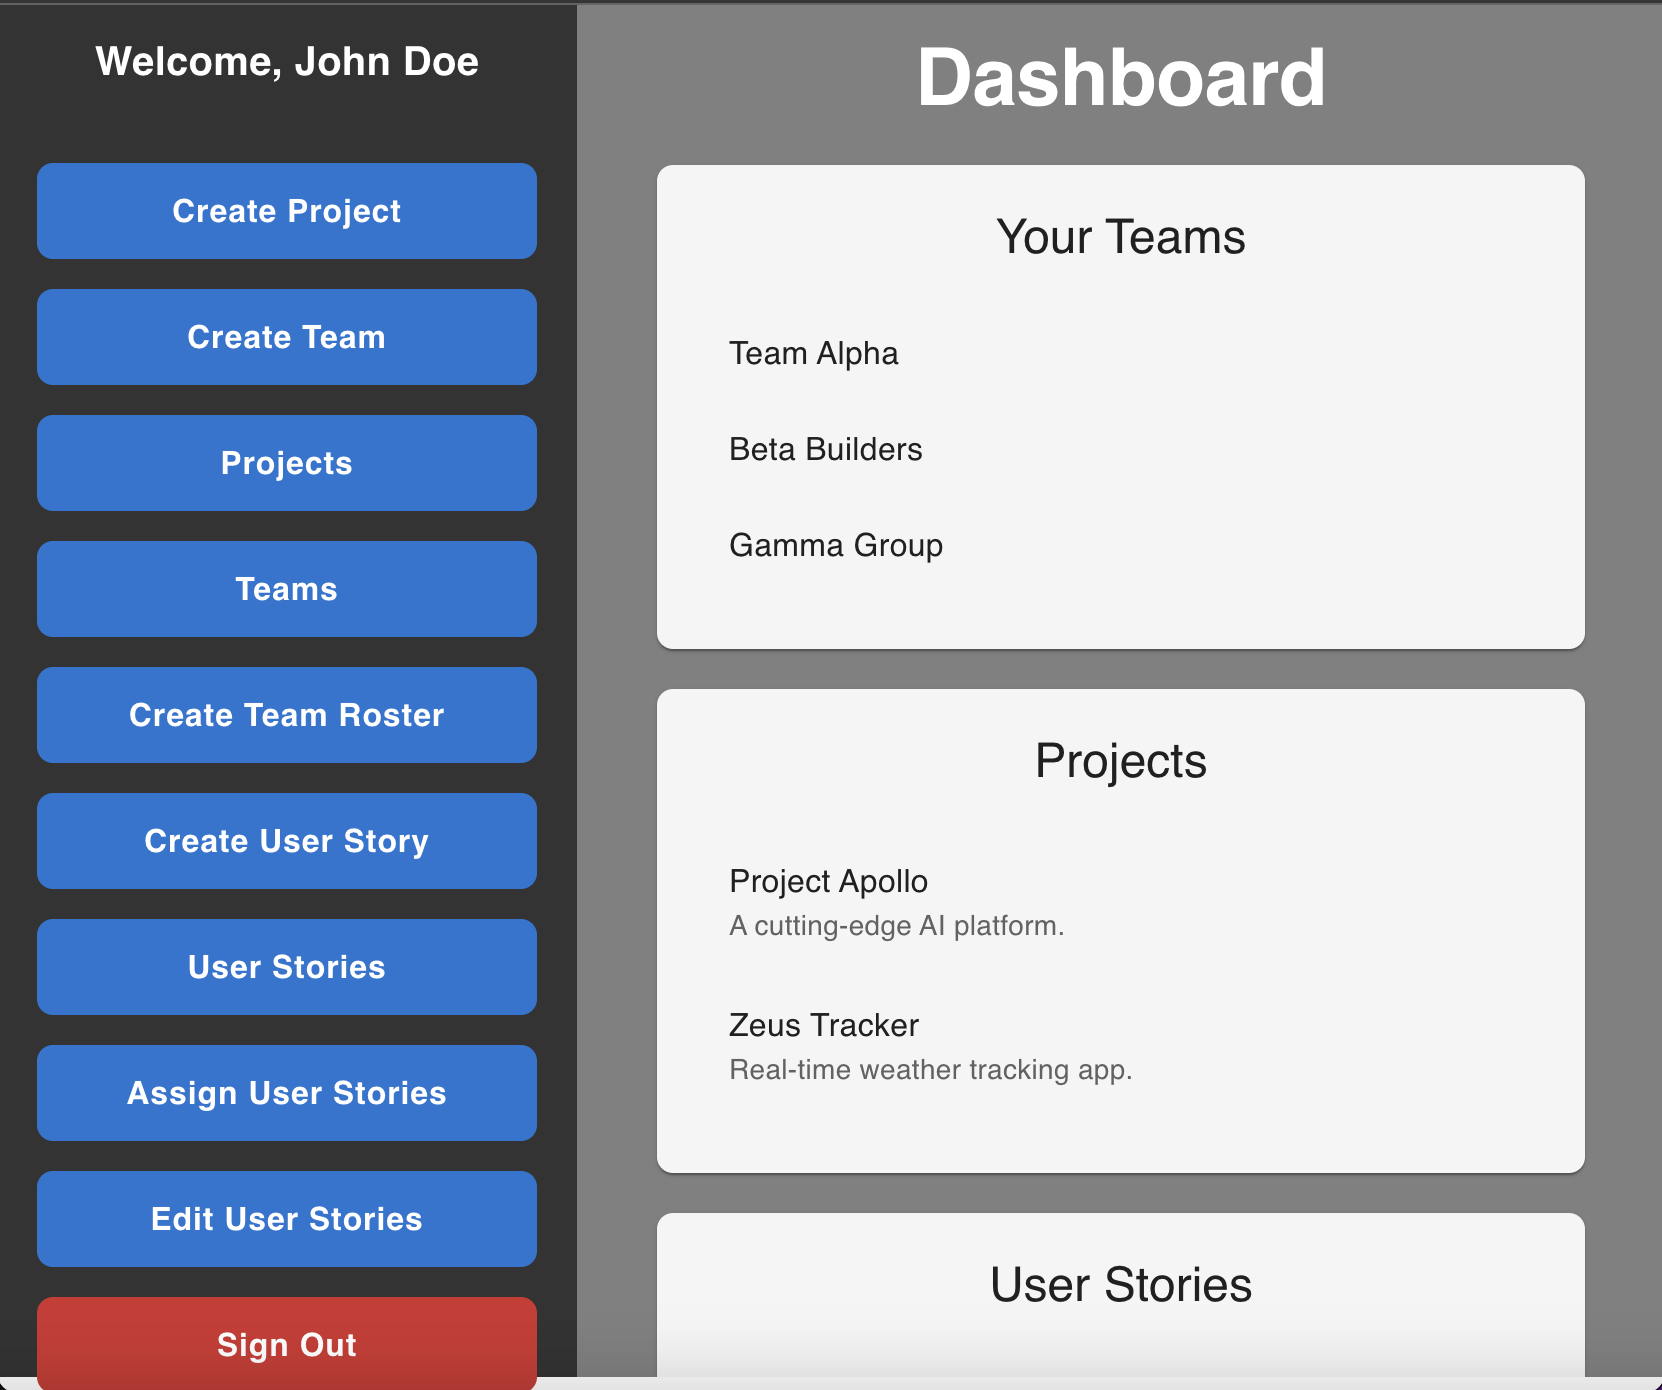 Welcome, John Doe
Create Project
Create Team
Projects
Teams
Create Team Roster
Create User Story
User Stories
Assign User Stories
Edit User Stories
Sign Out
Dashboard
Your Teams
Team Alpha
Beta Builders
Gamma Group
Projects
Project Apollo
A cutting-edge AI platform.
Zeus Tracker
Real-time weather tracking app.
User Stories